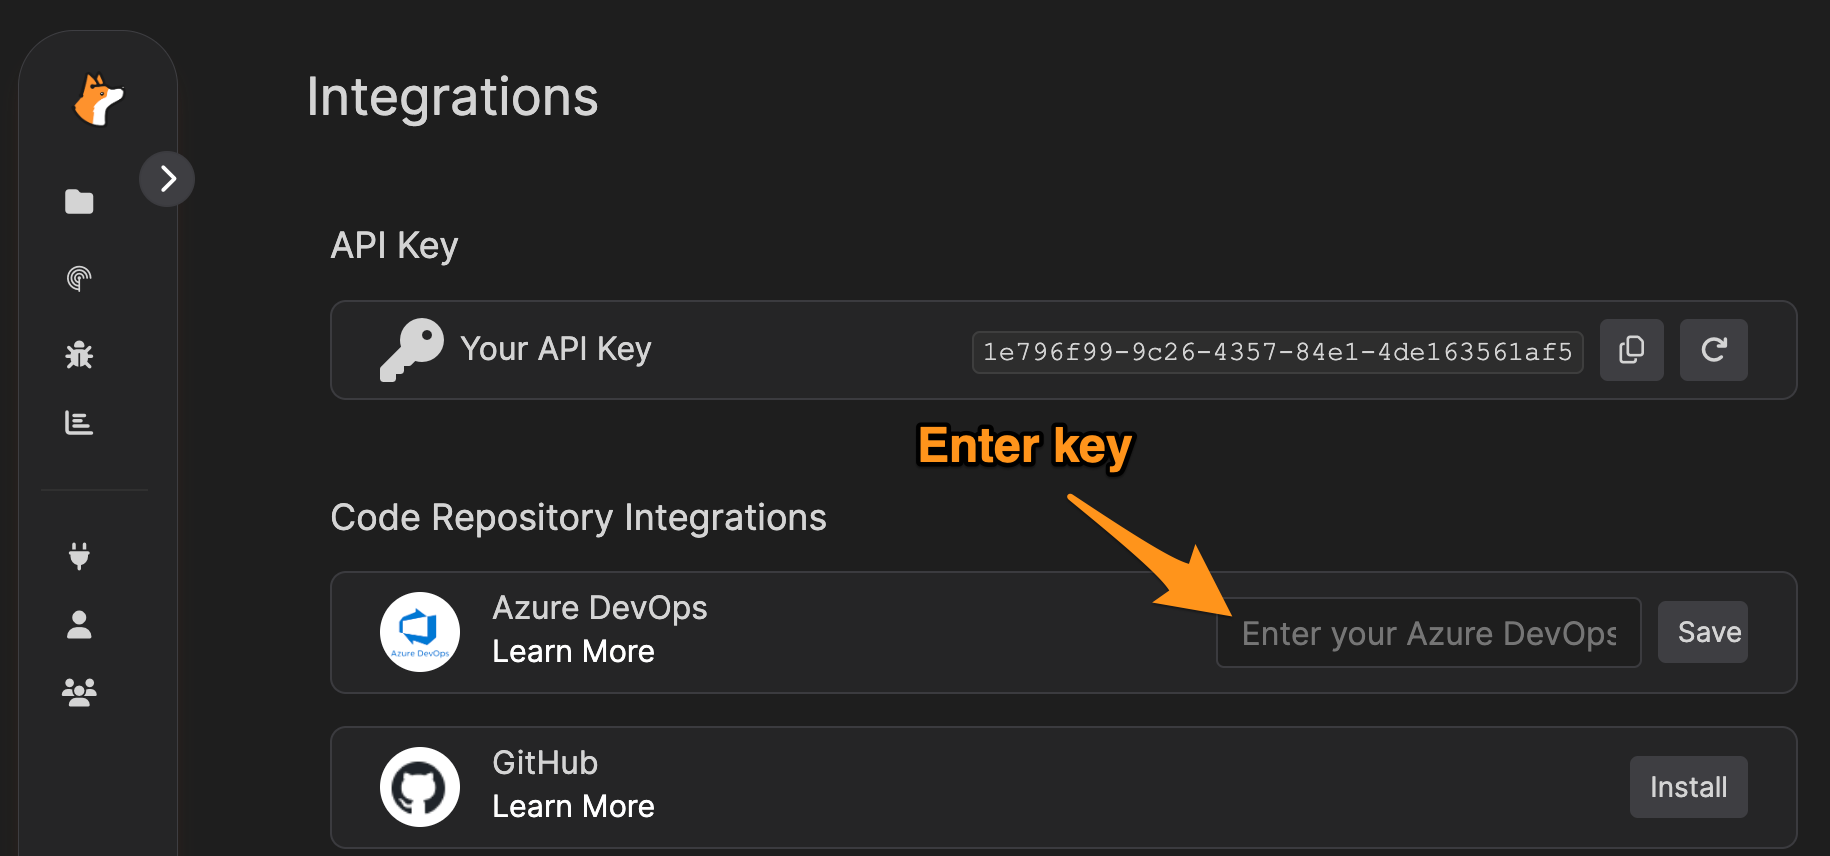 Integrations
API Key
Your API Key
1e796f99-9c26-4357-84e1-4de163561af5
Enter key
Code Repository Integrations
Azure DevOps
Azure DevOps
Learn More
Enter your Azure DevOps
Save
GitHub
Learn More
Install